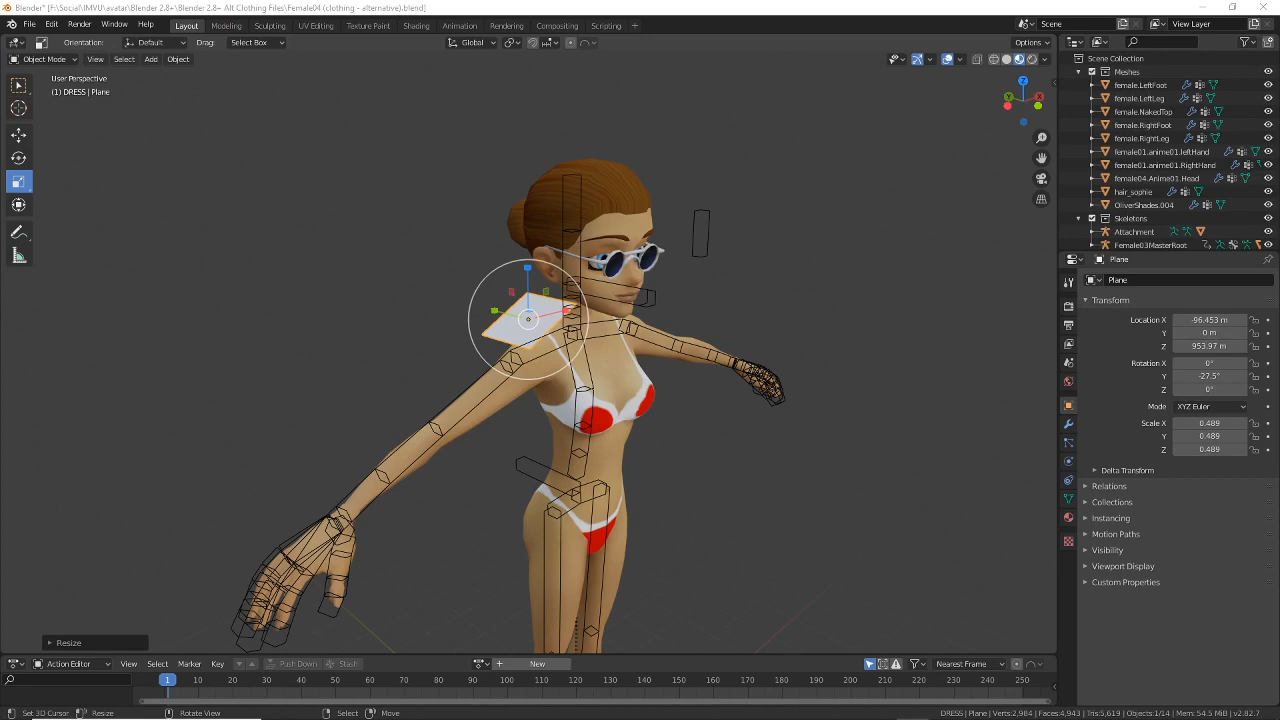 Blender* [F:\Social\IMVU\avatar\Blender 2.8+\Blender 2.8+ Alt Clothing Files\Female04 (clothing - alternative).blend]
File Edit Render Window Help Layout Modeling Sculpting UV Editing Texture Paint Shading Animation Rendering Compositing Scripting + Scene View Layer
Orientation: Default Drag: Select Box Global Options
Object Mode View Select Add Object
User Perspective
(1) DRESS | Plane
Scene Collection
Meshes
female.LeftFoot
female.LeftLeg
female.NakedTop
female.RightFoot
female.RightLeg
female01.anime01.leftHand
female01.anime01.RightHand
female04.Anime01.Head
hair_sophie
OliverShades.004
Skeletons
Attachment
Female03MasterRoot
Plane
Plane
Transform
Location X -96.453 m
Y 0 m
Z 953.97 m
Rotation X 0°
Y -27.5°
Z 0°
Mode XYZ Euler
Scale X 0.489
Y 0.489
Z 0.489
Delta Transform
Relations
Collections
Instancing
Motion Paths
Visibility
Viewport Display
Custom Properties
Z
Y X
Resize
Action Editor View Select Marker Key Push Down Stash New Nearest Frame
1 10 20 30 40 50 60 70 80 90 100 110 120 130 140 150 160 170 180 190 200 210 220 230 240 250
Set 3D Cursor Resize Rotate View Select Move DRESS | Plane | Verts:2,984 | Faces:4,943 | Tris:5,619 | Objects:1/14 | Mem: 54.5 MiB | v2.82.7